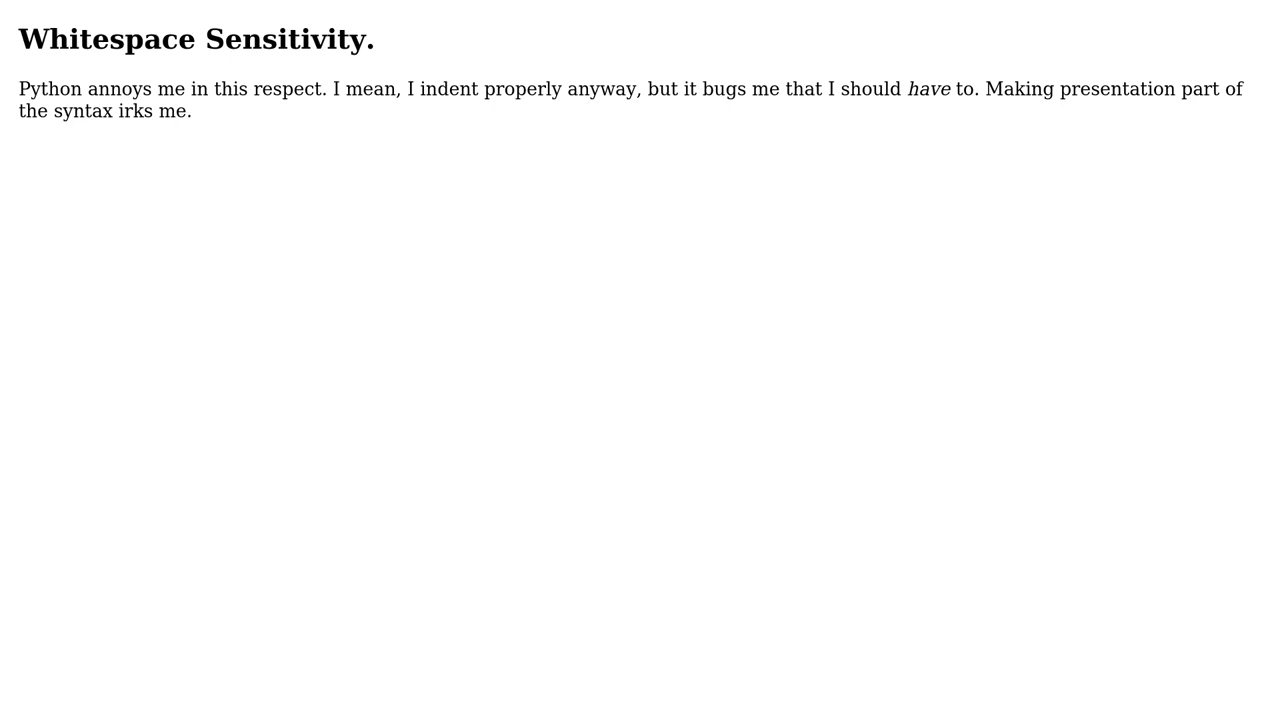 Whitespace Sensitivity.
Python annoys me in this respect. I mean, I indent properly anyway, but it bugs me that I should have to. Making presentation part of
the syntax irks me.